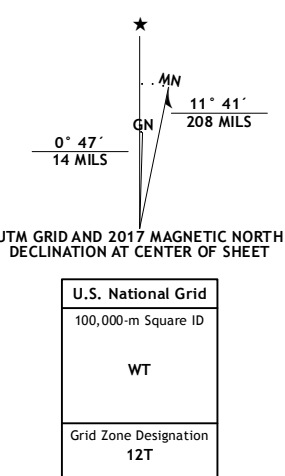 ★
MN
GN
11° 41´
208 MILS
0° 47´
14 MILS
UTM GRID AND 2017 MAGNETIC NORTH
DECLINATION AT CENTER OF SHEET
U.S. National Grid
100,000-m Square ID
WT
Grid Zone Designation
12T